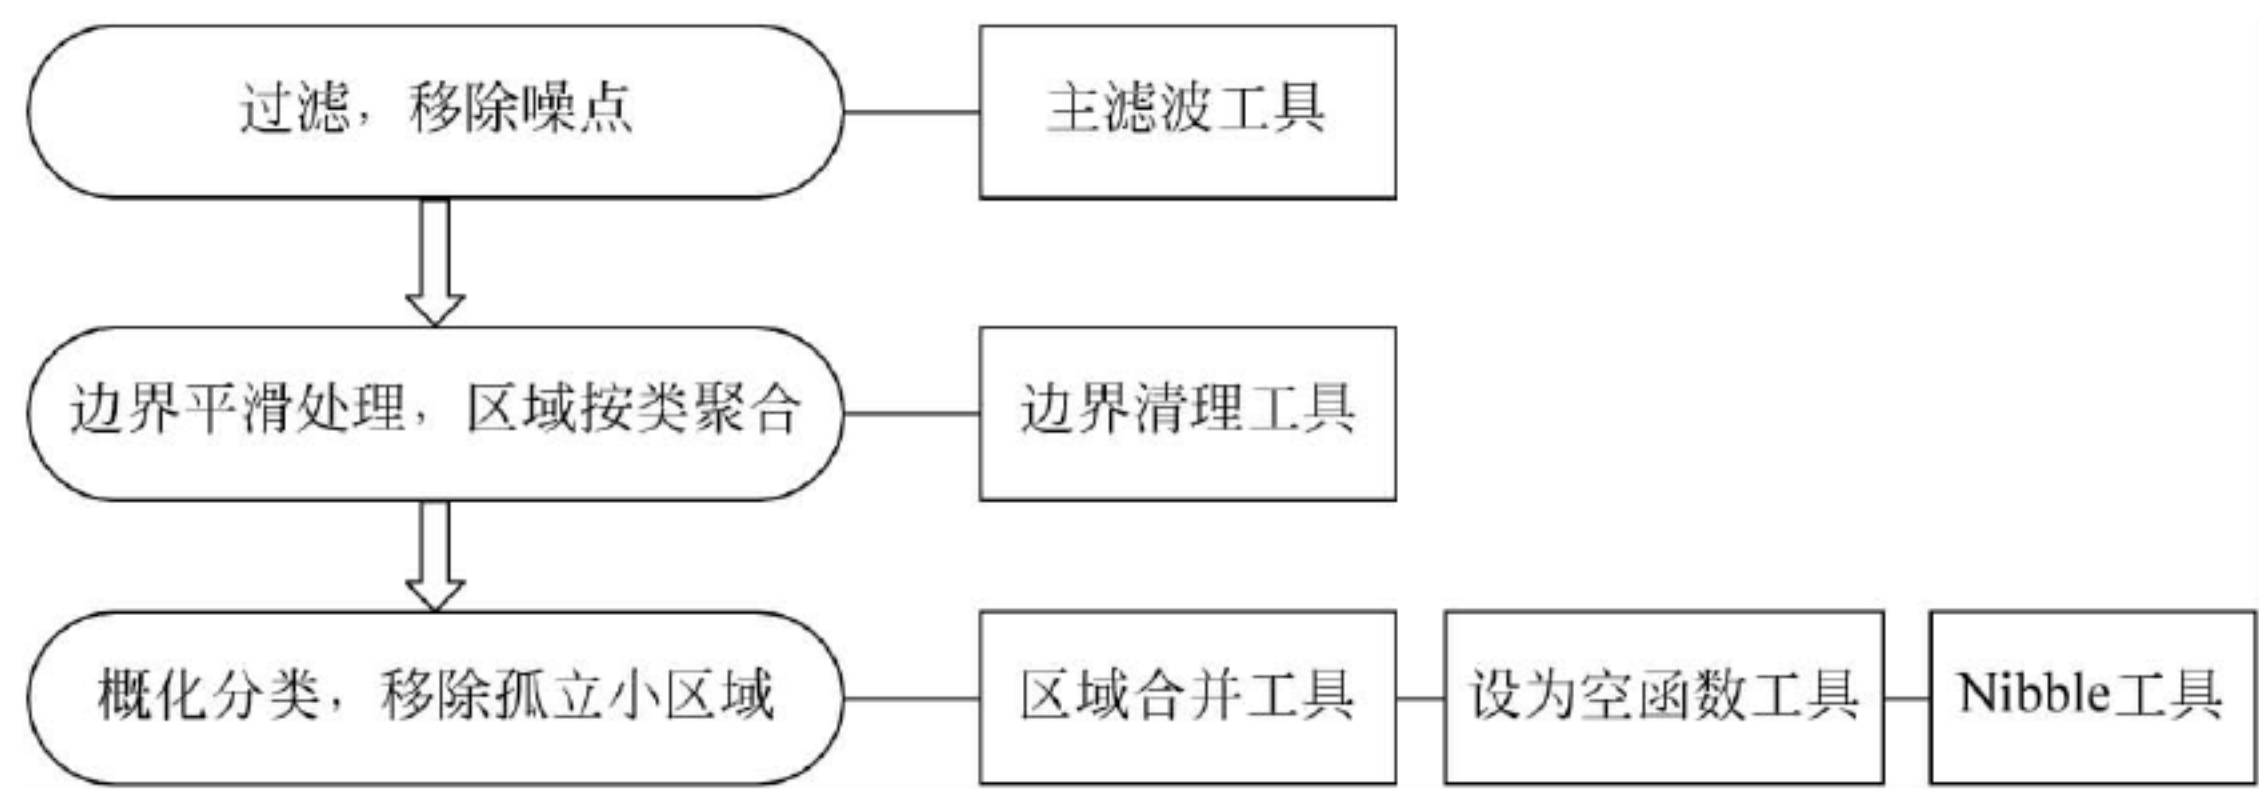 过滤，移除噪点
主滤波工具
边界平滑处理，区域按类聚合
边界清理工具
概化分类，移除孤立小区域
区域合并工具
设为空函数工具
Nibble工具